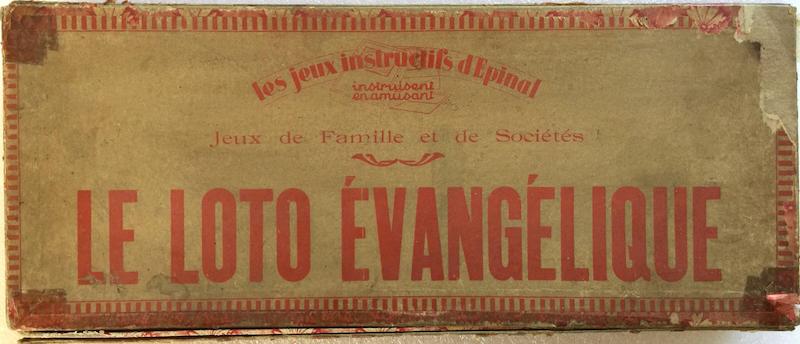 les jeux instructifs d'Epinal
instruisent
en amusant
Jeux de Famille et de Sociétés
LE LOTO ÉVANGÉLIQUE